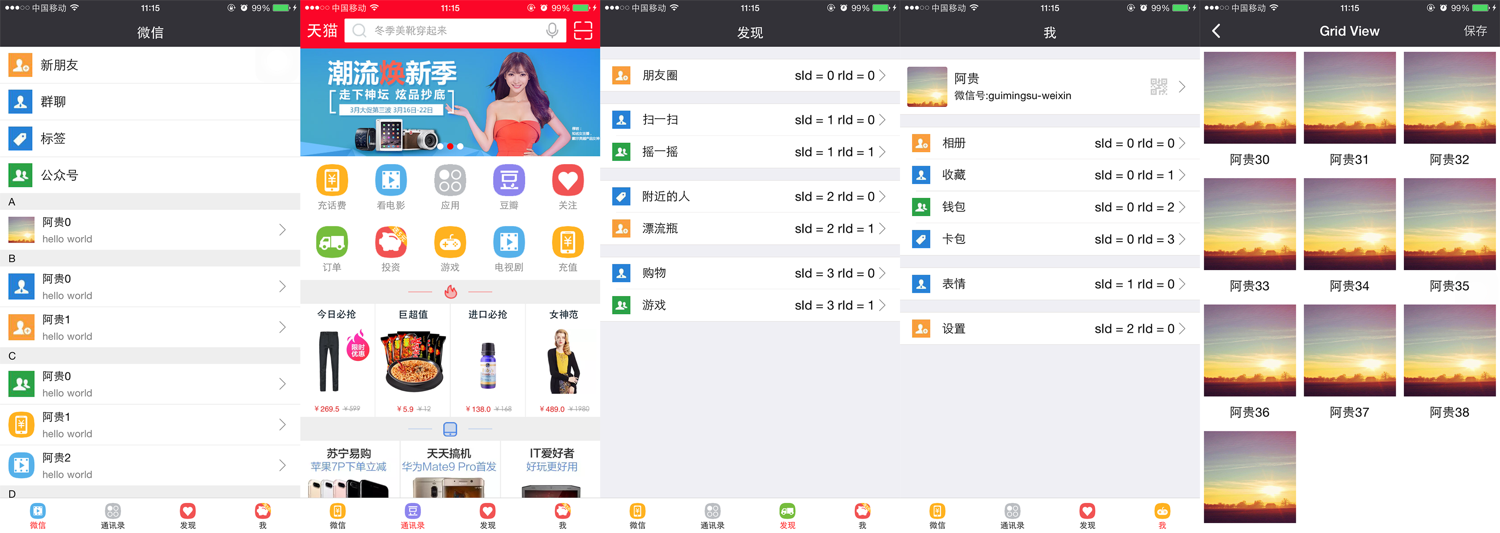 中国移动 11:15 99%
微信
新朋友
群聊
标签
公众号
A
阿贵0
hello world
B
阿贵0
hello world
阿贵1
hello world
C
阿贵0
hello world
阿贵1
hello world
阿贵2
hello world
D
微信 通讯录 发现 我
中国移动 11:15 99%
天猫 冬季美靴穿起来
潮流焕新季
走下神坛 炫品抄底
3月大促第三波 3月16日-22日
充话费 看电影 应用 豆瓣 关注
订单 投资 游戏 电视剧 充值
今日必抢 巨超值 进口必抢 女神范
限时
优惠
¥269.5 ¥599 ¥5.9 ¥12 ¥138.0 ¥168 ¥489.0 ¥1980
苏宁易购 天天搞机 IT爱好者
苹果7P下单立减 华为Mate9 Pro首发 好玩更好用
微信 通讯录 发现 我
中国移动 11:15 99%
发现
朋友圈 sId = 0 rId = 0
扫一扫 sId = 1 rId = 0
摇一摇 sId = 1 rId = 1
附近的人 sId = 2 rId = 0
漂流瓶 sId = 2 rId = 1
购物 sId = 3 rId = 0
游戏 sId = 3 rId = 1
微信 通讯录 发现 我
中国移动 11:15 99%
我
阿贵
微信号:guimingsu-weixin
相册 sId = 0 rId = 0
收藏 sId = 0 rId = 1
钱包 sId = 0 rId = 2
卡包 sId = 0 rId = 3
表情 sId = 1 rId = 0
设置 sId = 2 rId = 0
微信 通讯录 发现 我
中国移动 11:15 99%
Grid View 保存
阿贵30 阿贵31 阿贵32
阿贵33 阿贵34 阿贵35
阿贵36 阿贵37 阿贵38